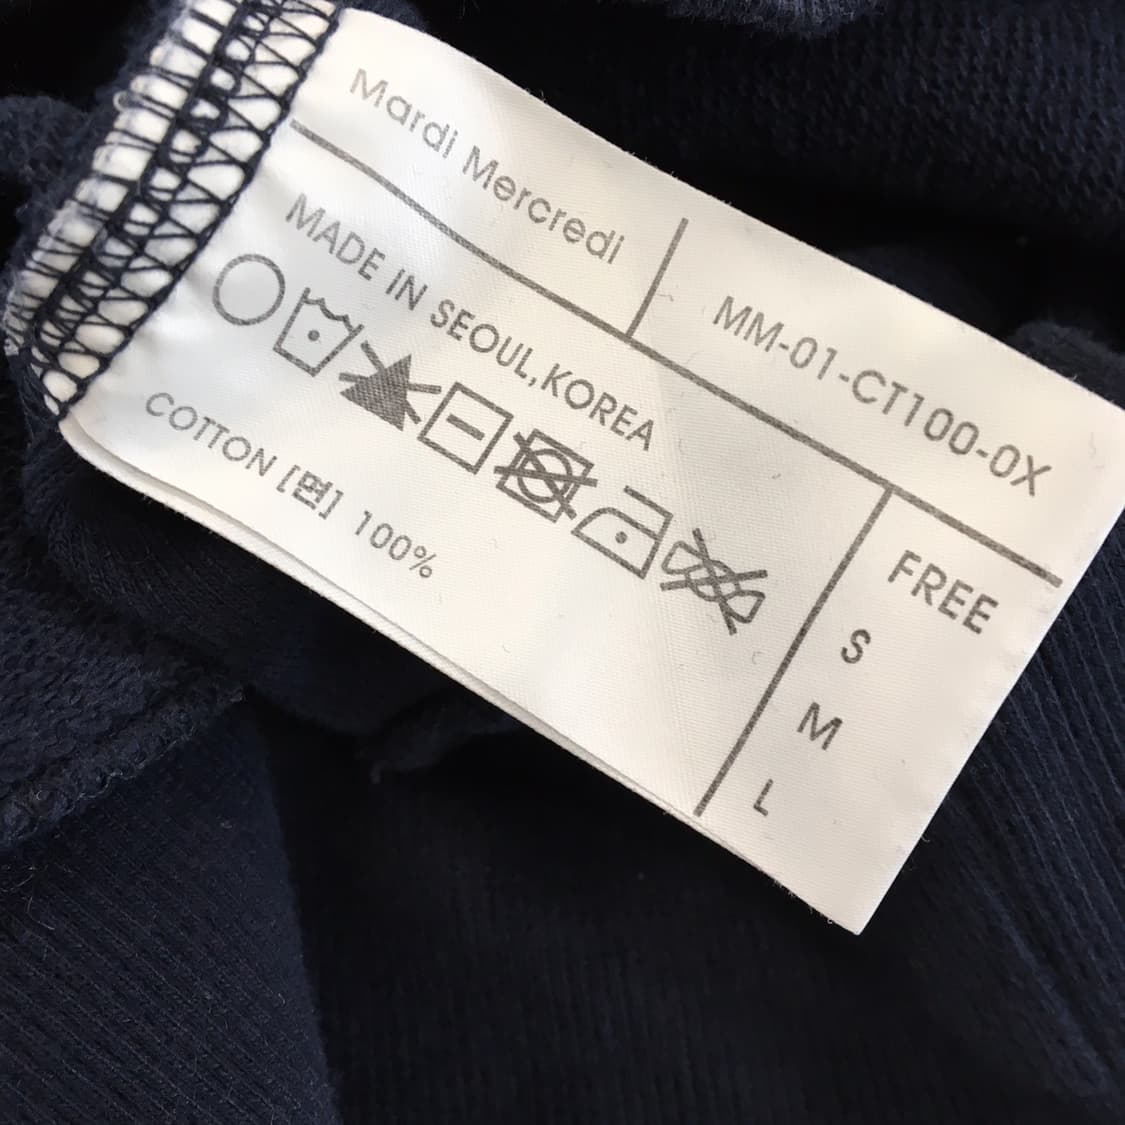 Mardi Mercredi
MM-01-CT100-0X
MADE IN SEOUL,KOREA
COTTON [면] 100%
FREE
S
M
L